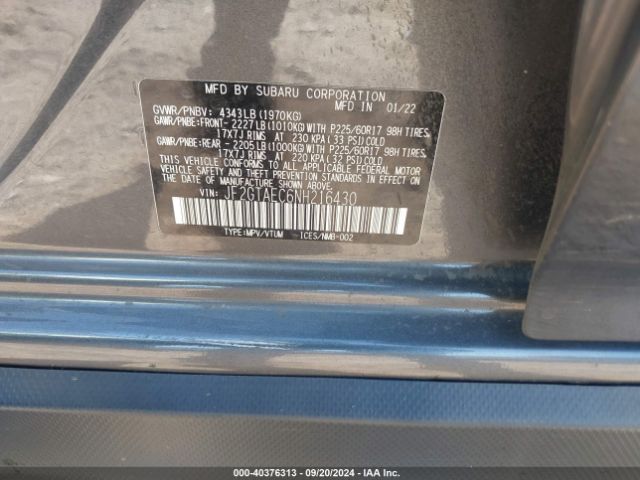 MFD BY SUBARU CORPORATION
MFD IN 01/22
GVWR/PNBV: 4343LB(1970KG)
GAWR/PNBE:FRONT- 2227LB(1010KG)WITH P225/60R17 98H TIRES,
17X7J RIMS AT 230 KPA(33 PSI)COLD
GAWR/PNBE:REAR - 2205LB(1000KG)WITH P225/60R17 98H TIRES,
17X7J RIMS AT 220 KPA(32 PSI)COLD
THIS VEHICLE CONFORMS TO ALL APPLICABLE FEDERAL MOTOR
VEHICLE SAFETY AND THEFT PREVENTION STANDARDS IN EFFECT
ON THE DATE OF MANUFACTURE SHOWN ABOVE.
VIN: JF2GTAEC6NH216430
TYPE:MPV/VTUM ICES/NMB-002
00-40376313 - 09/20/2024 - IAA Inc.